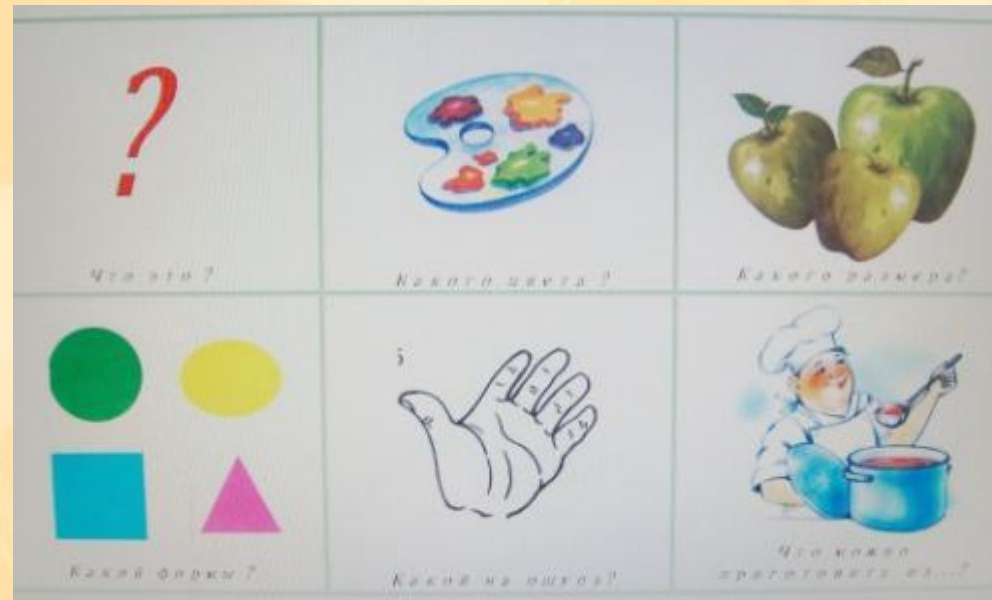 ?
Что это ?
Какого цвета ?
Какого размера?
5
Какой формы ?
Какой на ощупь?
Что можно
приготовить из...?